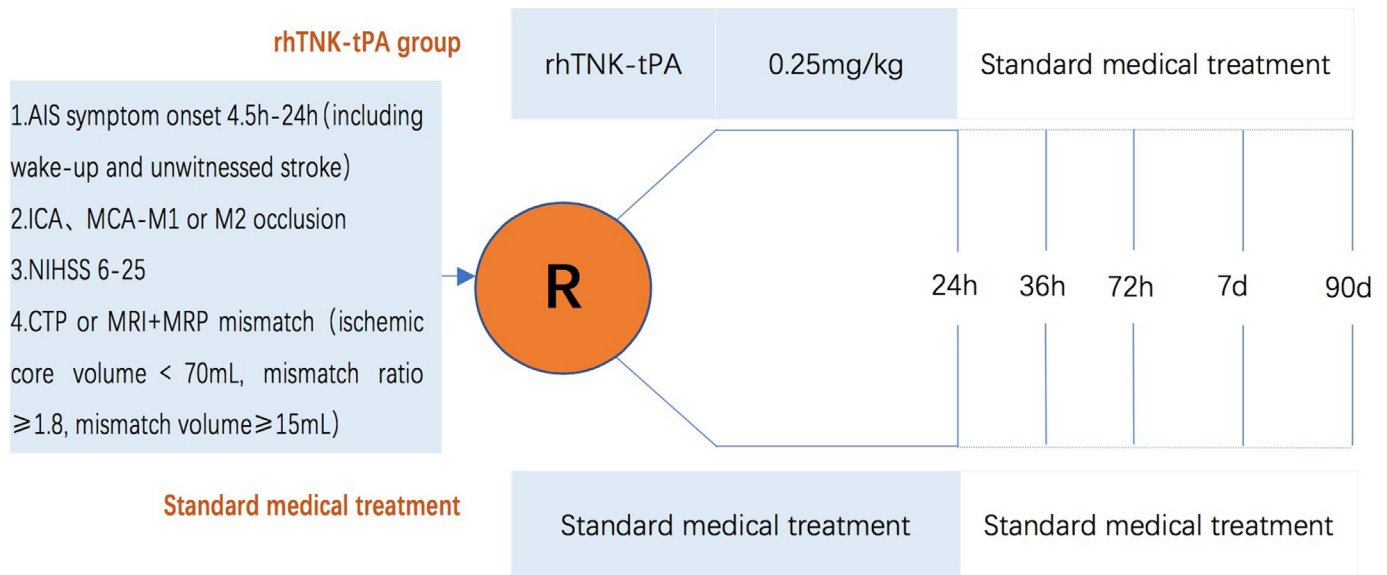 rhTNK-tPA group
rhTNK-tPA
0.25mg/kg
Standard medical treatment
1.AIS symptom onset 4.5h-24h(including
wake-up and unwitnessed stroke)
2.ICA、MCA-M1 or M2 occlusion
3.NIHSS 6-25
4.CTP or MRI+MRP mismatch (ischemic
core volume < 70mL, mismatch ratio
⩾1.8, mismatch volume⩾15mL)
R
24h
36h
72h
7d
90d
Standard medical treatment
Standard medical treatment
Standard medical treatment